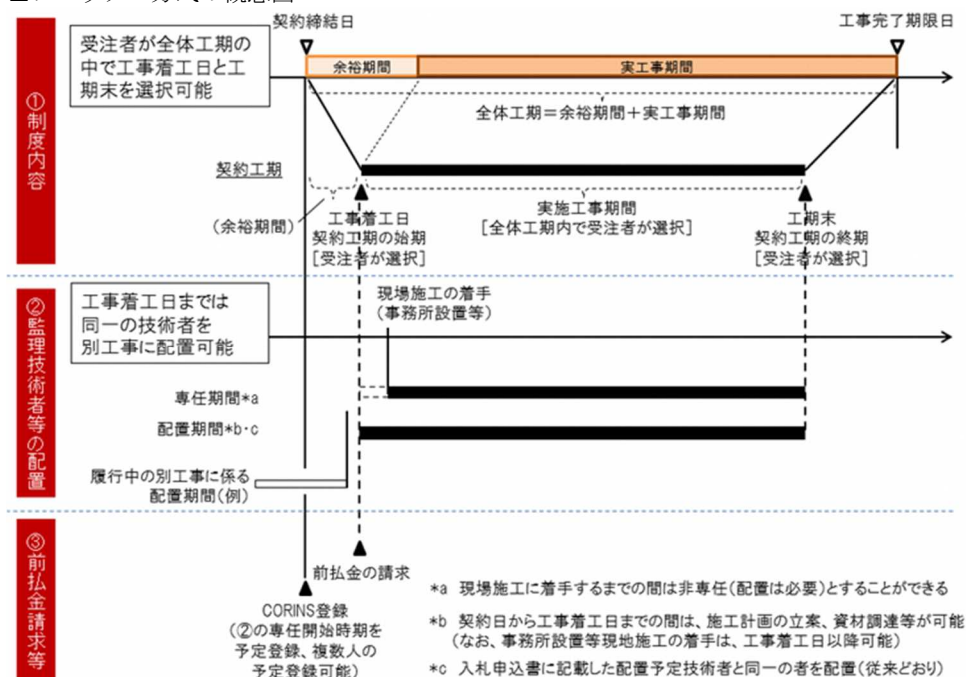 契約締結日
工事完了期限日
①制度内容
受注者が全体工期の
中で工事着工日と工
期末を選択可能
余裕期間
実工事期間
全体工期＝余裕期間＋実工事期間
契約工期
(余裕期間)
工事着工日
契約工期の始期
[受注者が選択]
実施工事期間
[全体工期内で受注者が選択]
工期末
契約工期の終期
[受注者が選択]
②監理技術者等の配置
工事着工日までは
同一の技術者を
別工事に配置可能
現場施工の着手
(事務所設置等)
専任期間*a
配置期間*b・c
履行中の別工事に係る
配置期間(例)
③前払金請求等
前払金の請求
CORINS登録
(②の専任開始時期を
予定登録、複数人の
予定登録可能)
*a 現場施工に着手するまでの間は非専任(配置は必要)とすることができる
*b 契約日から工事着工日までの間は、施工計画の立案、資材調達等が可能
(なお、事務所設置等現地施工の着手は、工事着工日以降可能)
*c 入札申込書に記載した配置予定技術者と同一の者を配置(従来どおり)